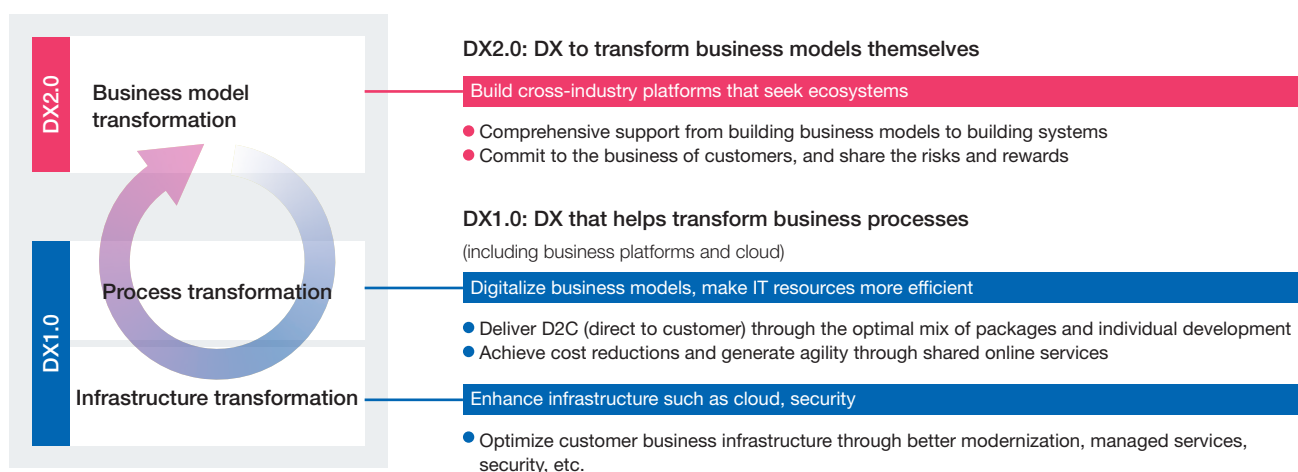 DX2.0
Business model
transformation
DX2.0: DX to transform business models themselves
Build cross-industry platforms that seek ecosystems
● Comprehensive support from building business models to building systems
● Commit to the business of customers, and share the risks and rewards
DX1.0
Process transformation
Infrastructure transformation
DX1.0: DX that helps transform business processes
(including business platforms and cloud)
Digitalize business models, make IT resources more efficient
● Deliver D2C (direct to customer) through the optimal mix of packages and individual development
● Achieve cost reductions and generate agility through shared online services
Enhance infrastructure such as cloud, security
● Optimize customer business infrastructure through better modernization, managed services,
security, etc.